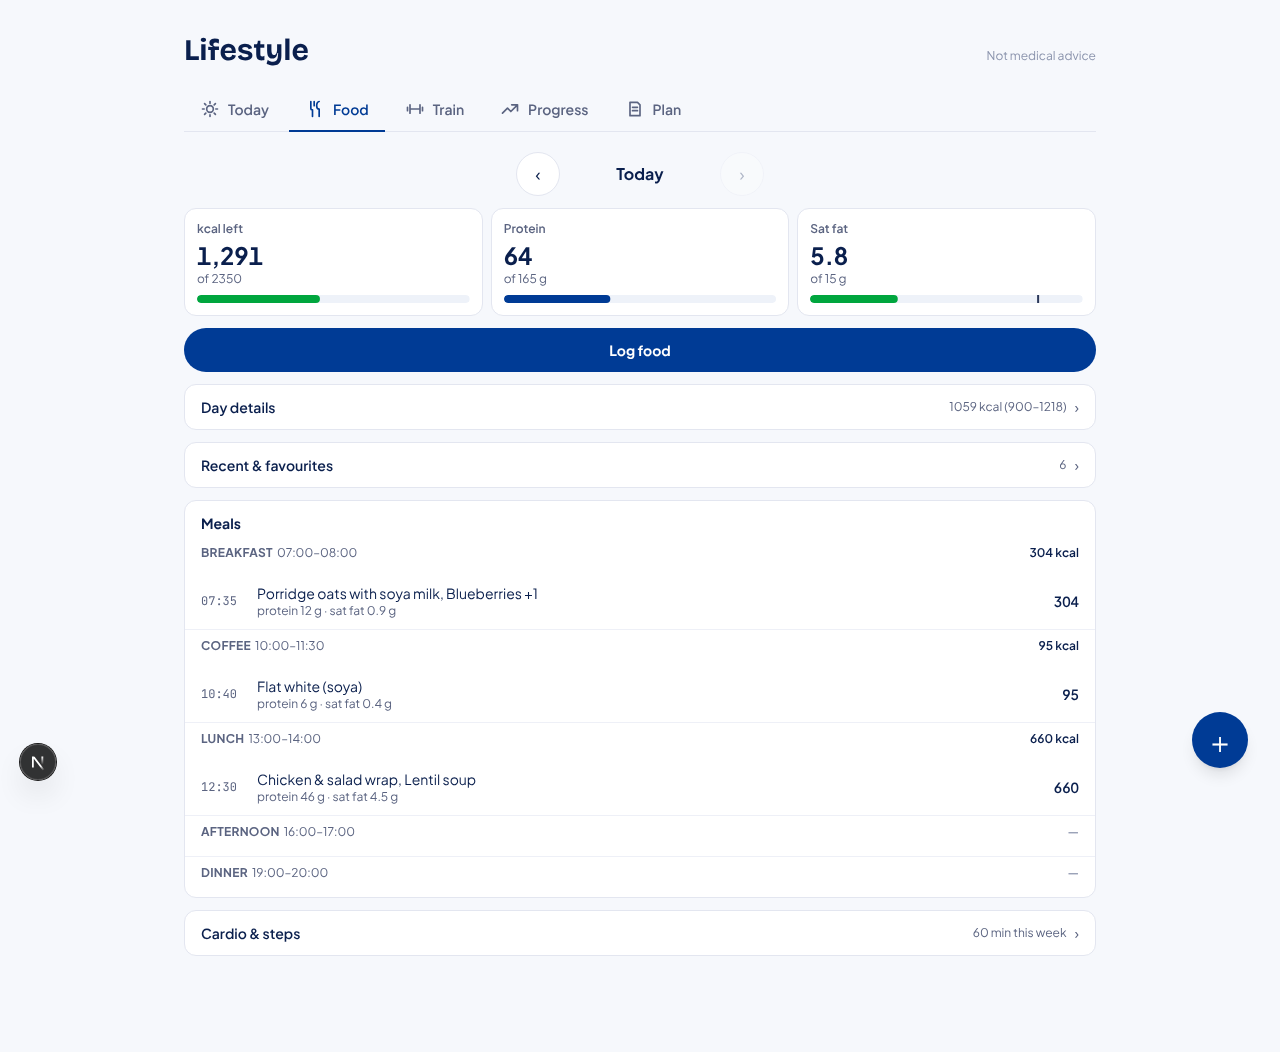 Lifestyle
Not medical advice
Today
Food
Train
Progress
Plan
‹
Today
›
kcal left
1,291
of 2350
Protein
64
of 165 g
Sat fat
5.8
of 15 g
Log food
Day details
1059 kcal (900–1218) ›
Recent & favourites
6 ›
Meals
BREAKFAST 07:00–08:00
304 kcal
07:35
Porridge oats with soya milk, Blueberries +1
protein 12 g · sat fat 0.9 g
304
COFFEE 10:00–11:30
95 kcal
10:40
Flat white (soya)
protein 6 g · sat fat 0.4 g
95
LUNCH 13:00–14:00
660 kcal
12:30
Chicken & salad wrap, Lentil soup
protein 46 g · sat fat 4.5 g
660
AFTERNOON 16:00–17:00
—
DINNER 19:00–20:00
—
Cardio & steps
60 min this week ›
N
+